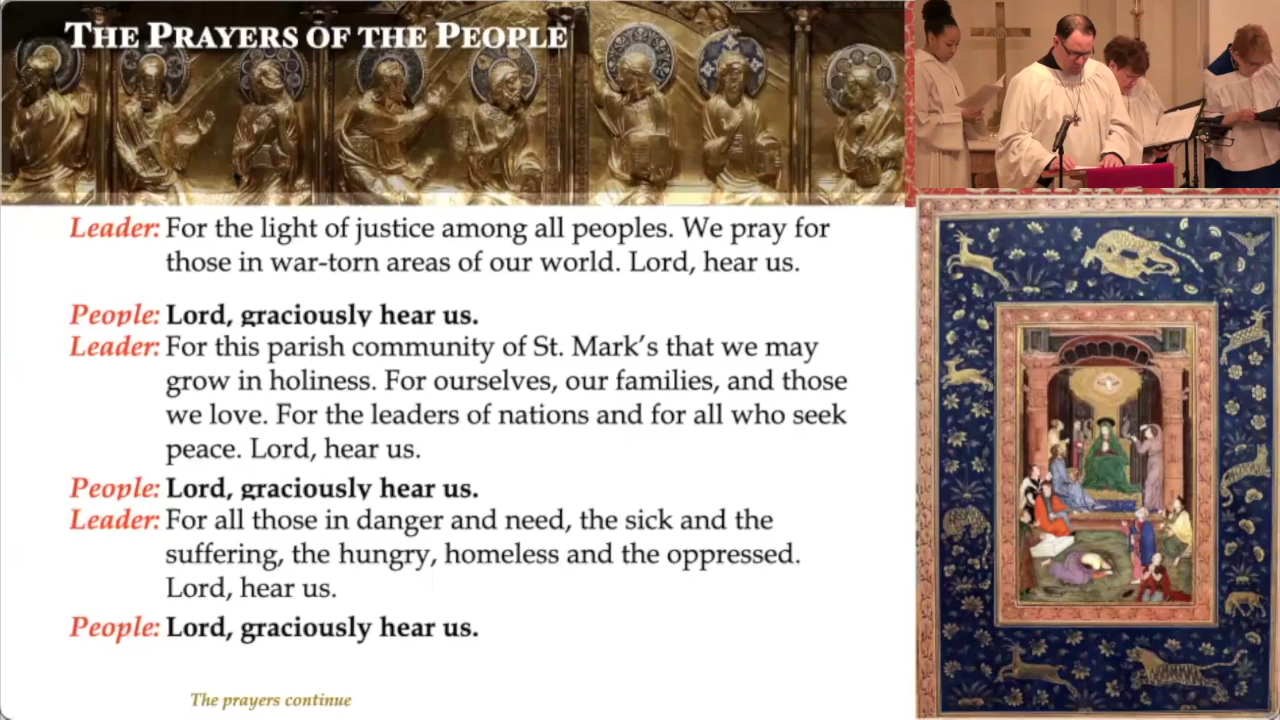 THE PRAYERS OF THE PEOPLE
Leader: For the light of justice among all peoples. We pray for
those in war-torn areas of our world. Lord, hear us.
People: Lord, graciously hear us.
Leader: For this parish community of St. Mark's that we may
grow in holiness. For ourselves, our families, and those
we love. For the leaders of nations and for all who seek
peace. Lord, hear us.
People: Lord, graciously hear us.
Leader: For all those in danger and need, the sick and the
suffering, the hungry, homeless and the oppressed.
Lord, hear us.
People: Lord, graciously hear us.
The prayers continue